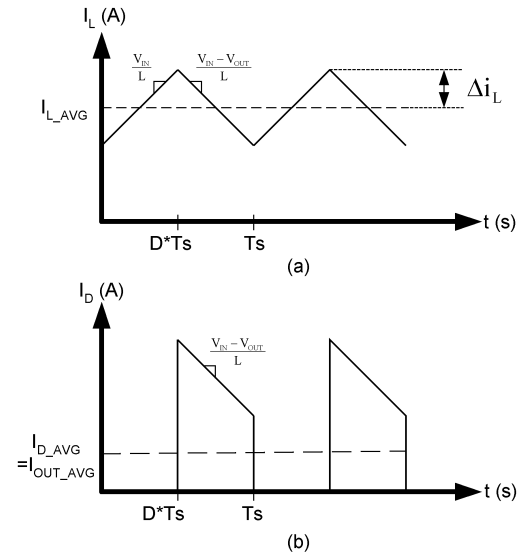 I_L (A)
V_IN/L
V_IN – V_OUT/L
I_L_AVG
Δi_L
t (s)
D*Ts
Ts
(a)
I_D (A)
V_IN – V_OUT/L
I_D_AVG
=I_OUT_AVG
t (s)
D*Ts
Ts
(b)